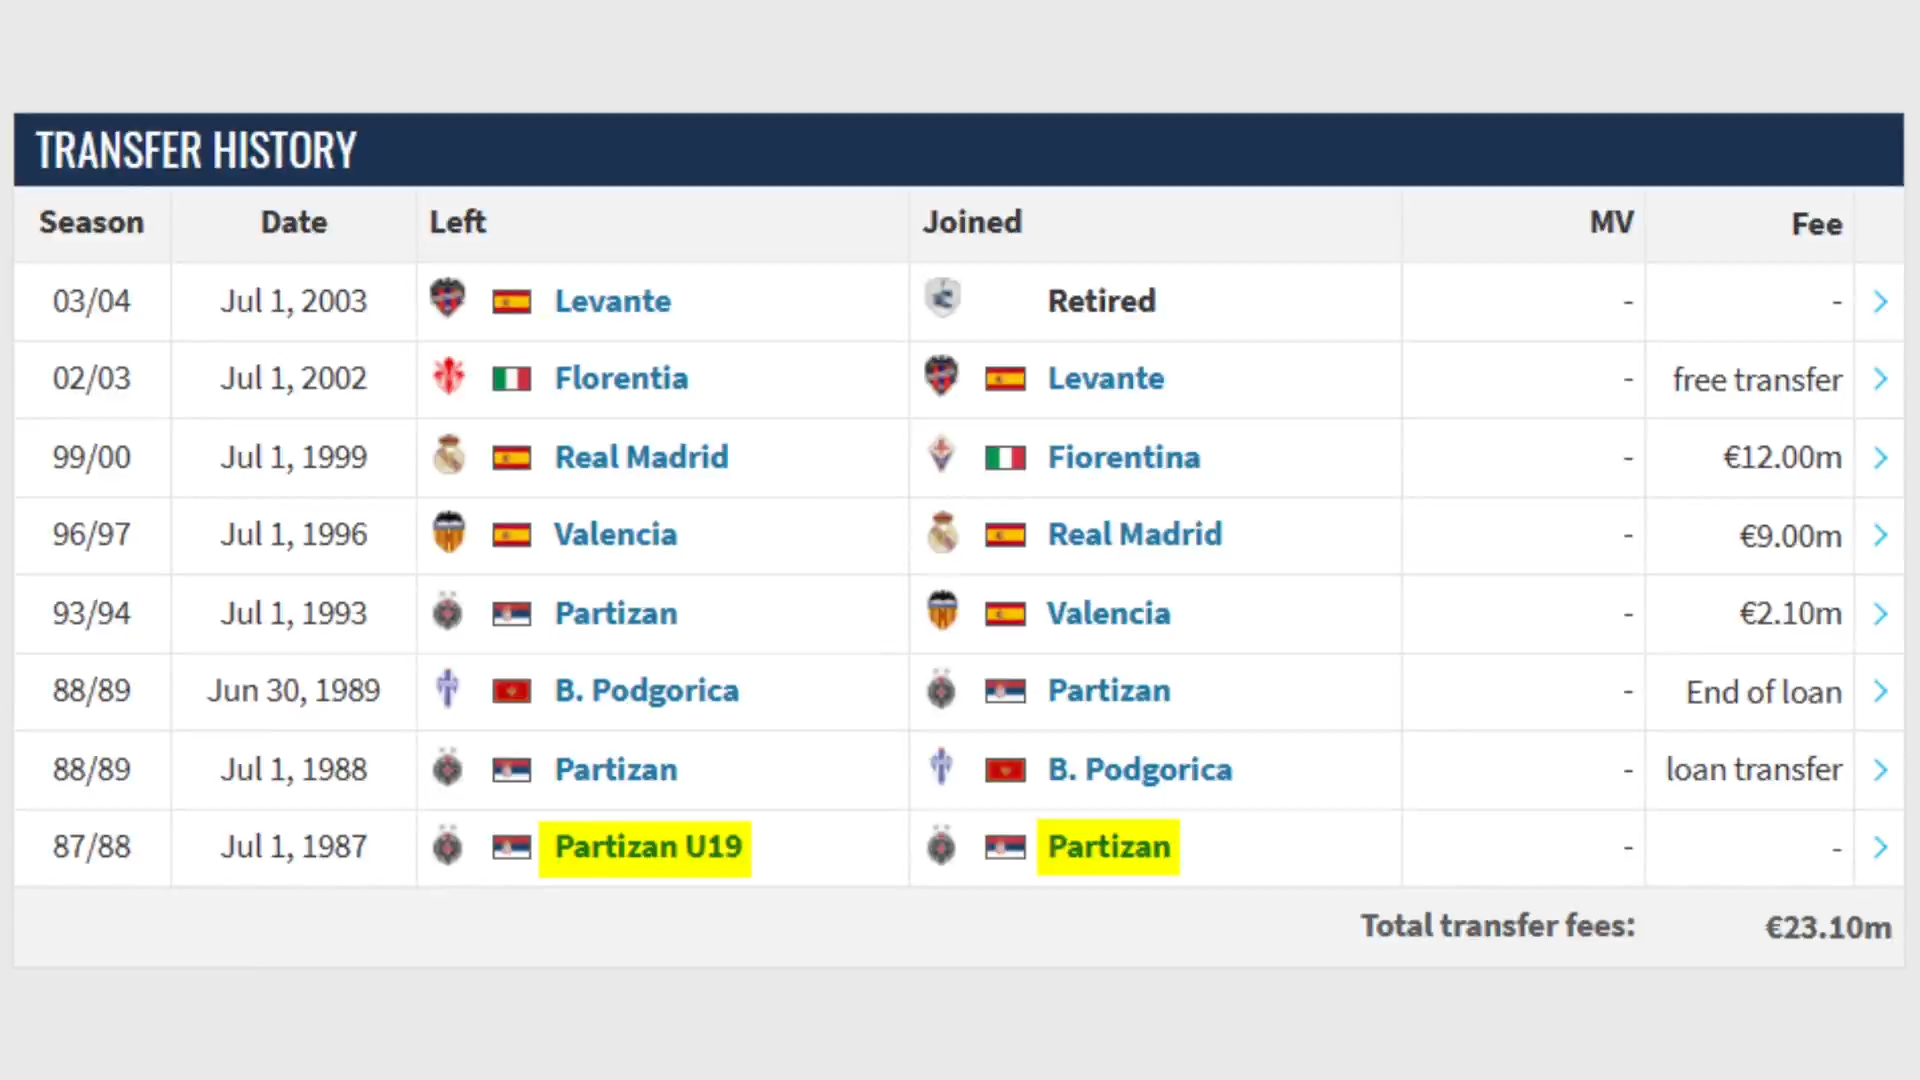 TRANSFER HISTORY
Season Date Left Joined MV Fee
03/04 Jul 1, 2003 Levante Retired - -
02/03 Jul 1, 2002 Florentia Levante - free transfer
99/00 Jul 1, 1999 Real Madrid Fiorentina - €12.00m
96/97 Jul 1, 1996 Valencia Real Madrid - €9.00m
93/94 Jul 1, 1993 Partizan Valencia - €2.10m
88/89 Jun 30, 1989 B. Podgorica Partizan - End of loan
88/89 Jul 1, 1988 Partizan B. Podgorica - loan transfer
87/88 Jul 1, 1987 Partizan U19 Partizan - -
Total transfer fees: €23.10m